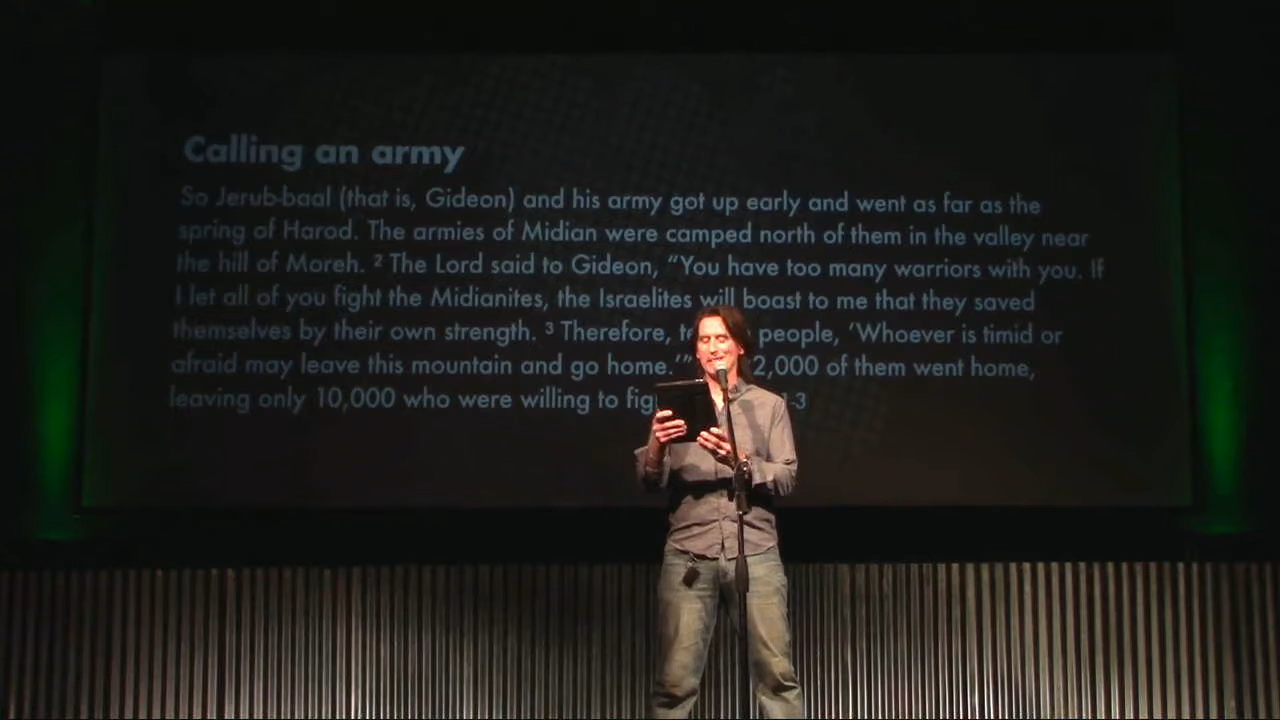 Calling an army
So Jerub-baal (that is, Gideon) and his army got up early and went as far as the
spring of Harod. The armies of Midian were camped north of them in the valley near
the hill of Moreh. ² The Lord said to Gideon, “You have too many warriors with you. If
I let all of you fight the Midianites, the Israelites will boast to me that they saved
themselves by their own strength. ³ Therefore, people, ‘Whoever is timid or
afraid may leave this mountain and go home.’” 2,000 of them went home,
leaving only 10,000 who were willing to 1-3